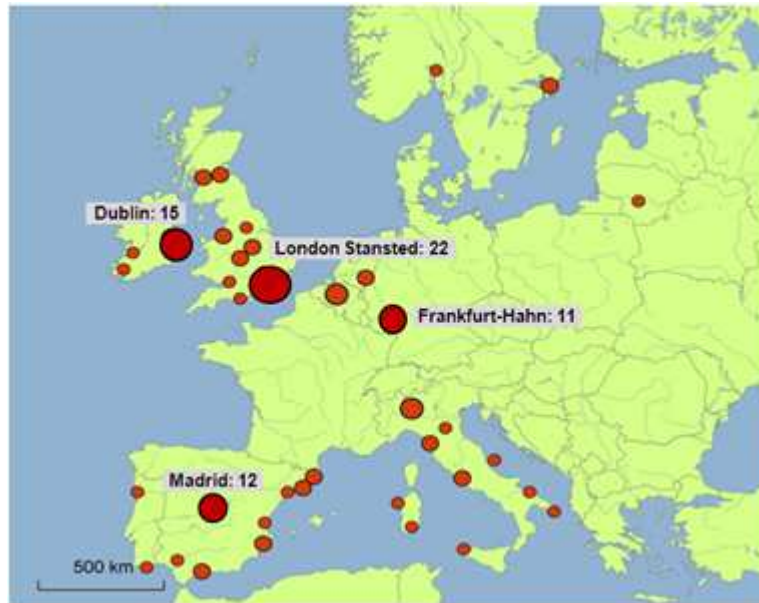 Dublin: 15
London Stansted: 22
Frankfurt-Hahn: 11
Madrid: 12
500 km